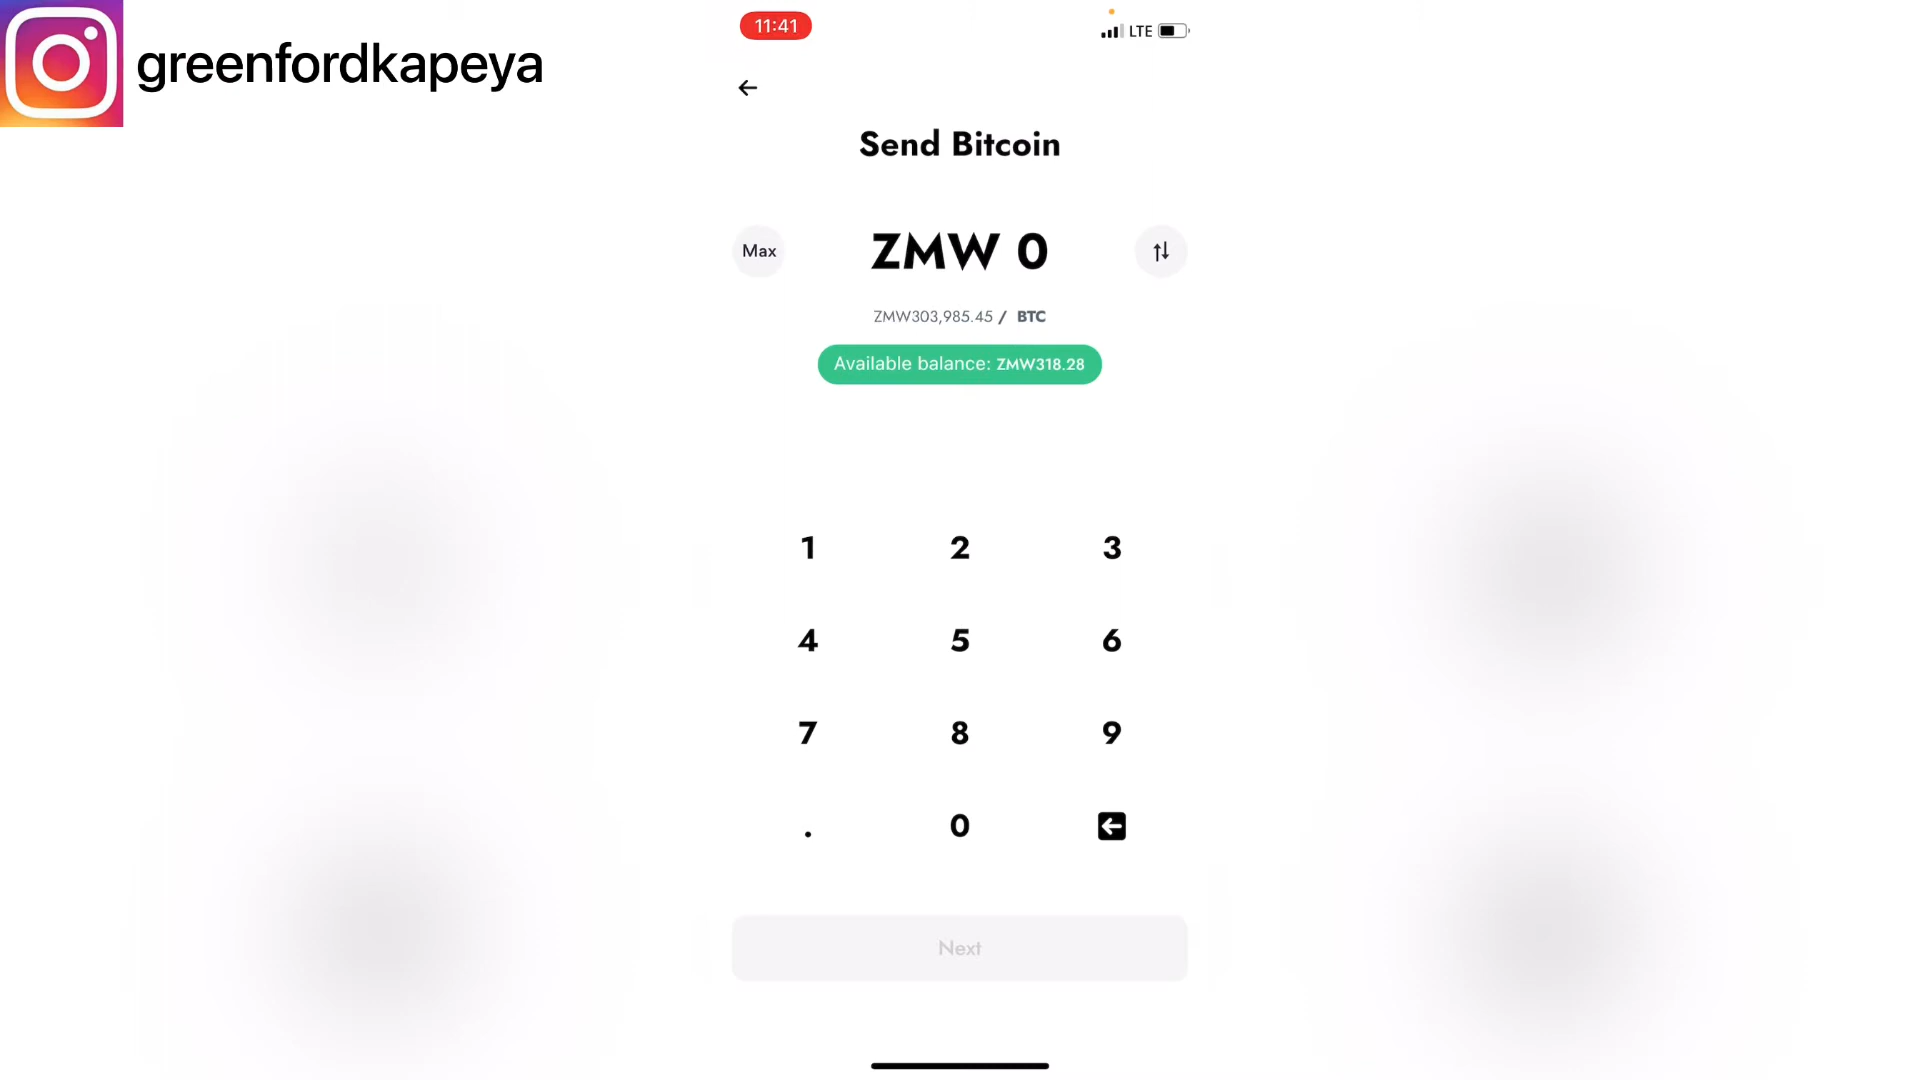 greenfordkapeya
11:41
LTE
Send Bitcoin
Max
ZMW 0
ZMW303,985.45 / BTC
Available balance: ZMW318.28
1 2 3
4 5 6
7 8 9
. 0
Next